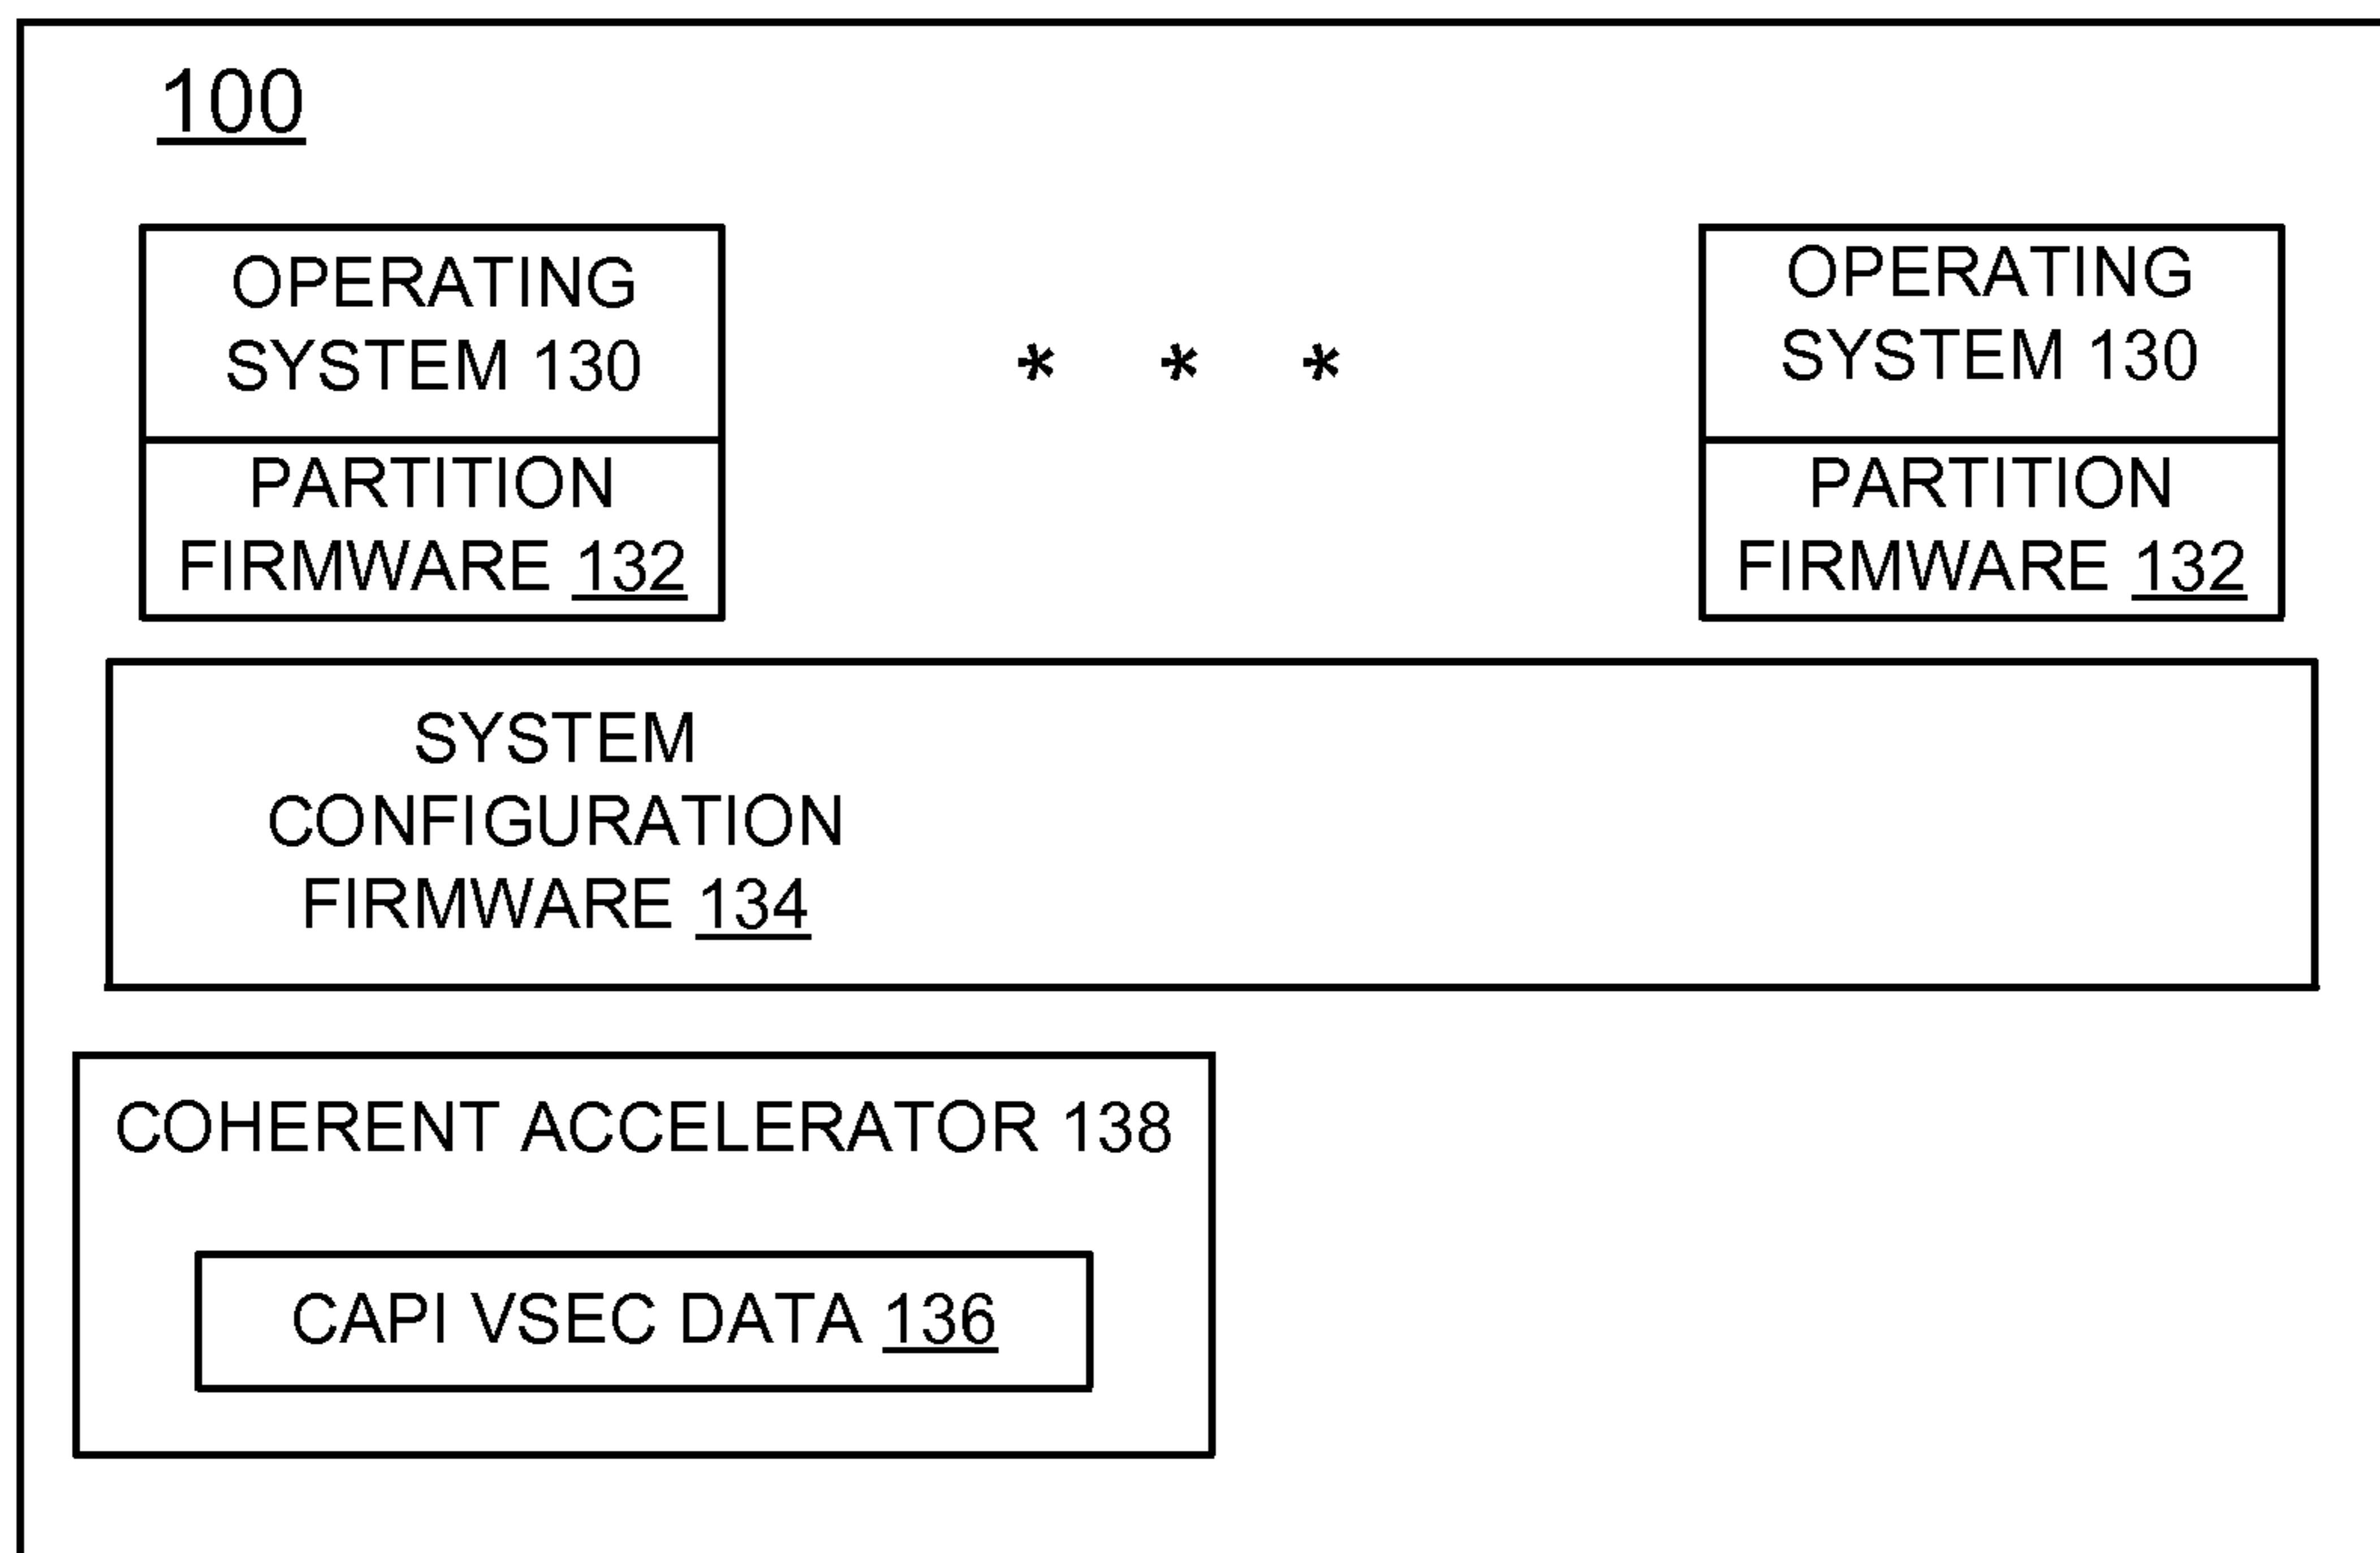 100
OPERATING
SYSTEM 130
PARTITION
FIRMWARE 132
* * *
OPERATING
SYSTEM 130
PARTITION
FIRMWARE 132
SYSTEM
CONFIGURATION
FIRMWARE 134
COHERENT ACCELERATOR 138
CAPI VSEC DATA 136